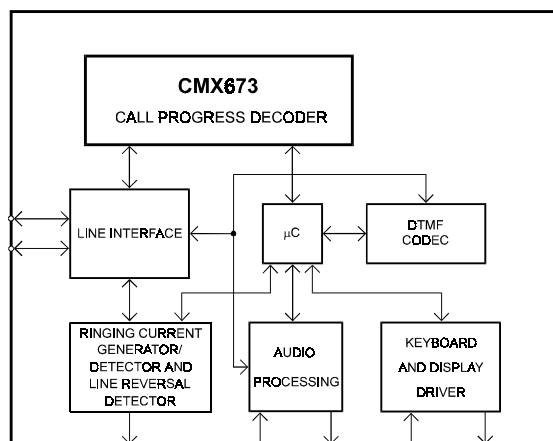 CMX673
CALL PROGRESS DECODER
LINE INTERFACE
µC
DTMF
CODEC
RINGING CURRENT
GENERATOR/
DETECTOR AND
LINE REVERSAL
DETECTOR
AUDIO
PROCESSING
KEYBOARD
AND DISPLAY
DRIVER